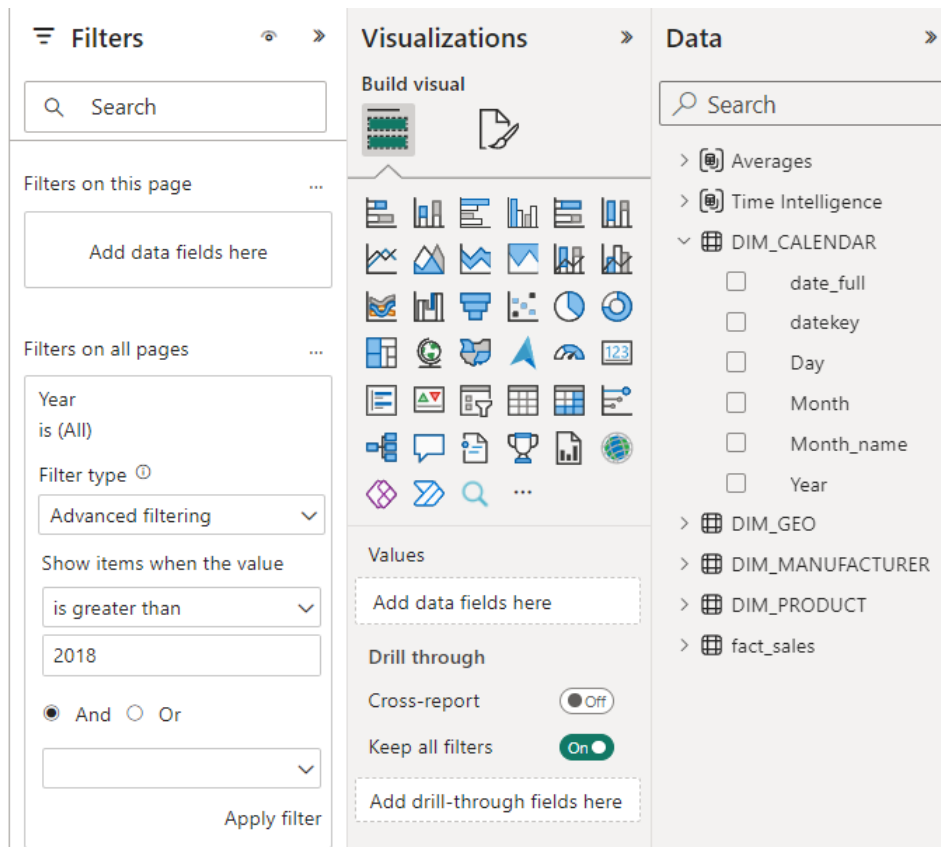 Filters
Search
Filters on this page
...
Add data fields here
Filters on all pages
...
Year
is (All)
Filter type
Advanced filtering
Show items when the value
is greater than
2018
And Or
Apply filter
Visualizations
Build visual
123
...
Values
Add data fields here
Drill through
Cross-report Off
Keep all filters On
Add drill-through fields here
Data
Search
Averages
Time Intelligence
DIM_CALENDAR
date_full
datekey
Day
Month
Month_name
Year
DIM_GEO
DIM_MANUFACTURER
DIM_PRODUCT
fact_sales